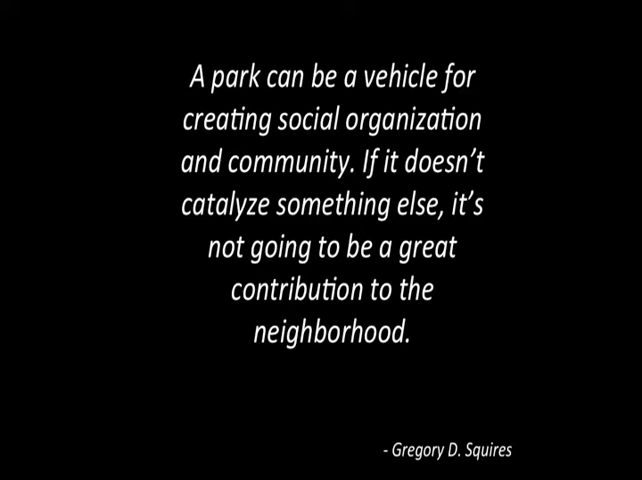 A park can be a vehicle for
creating social organization
and community. If it doesn't
catalyze something else, it's
not going to be a great
contribution to the
neighborhood.
- Gregory D. Squires